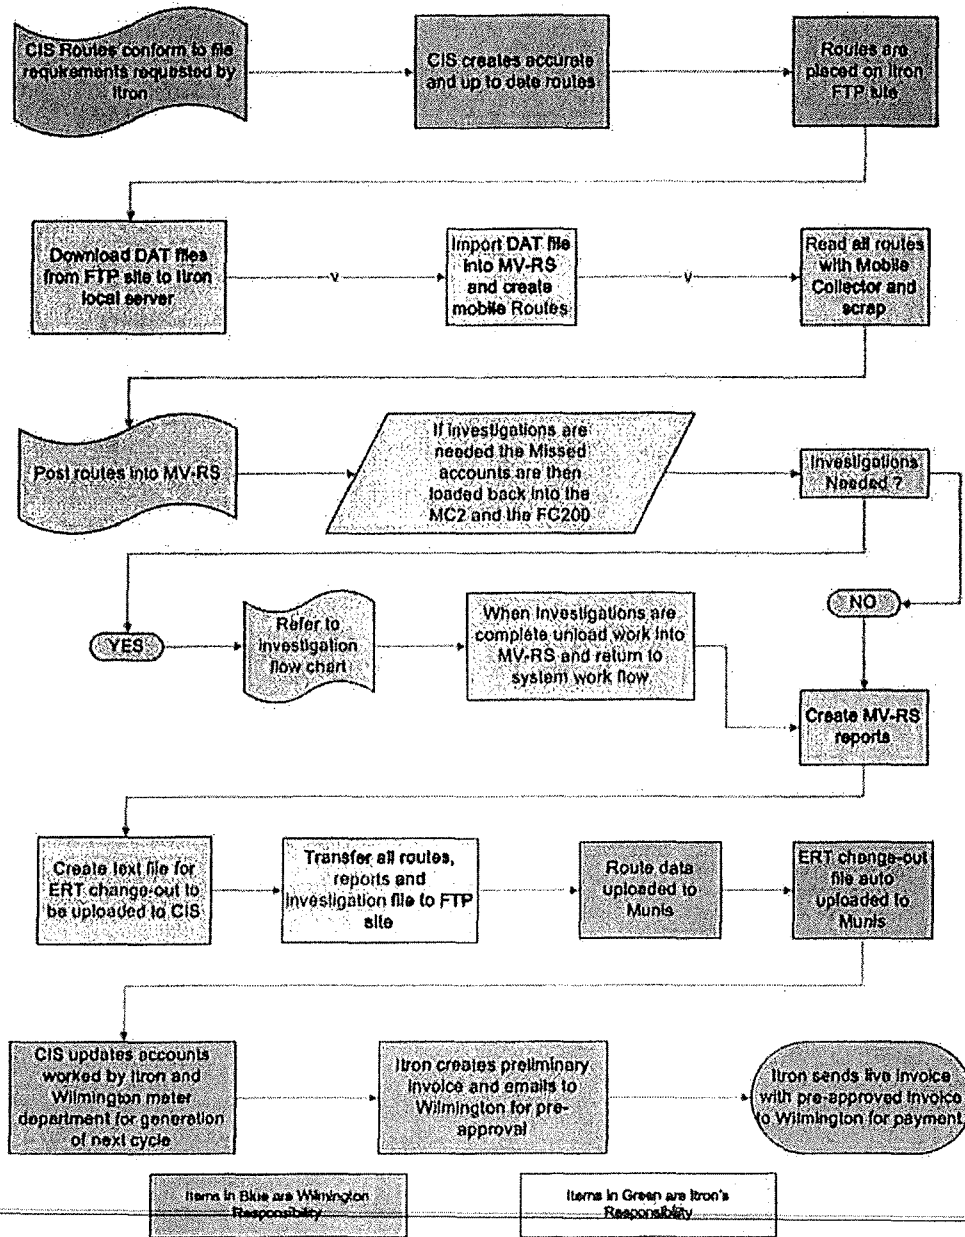 CIS Routes conform to file
requirements requested by
Itron
CIS creates accurate
and up to date routes
Routes are
placed on Itron
FTP site
Download DAT files
from FTP site to Itron
local server
v
Import DAT file
into MV-RS
and create
mobile Routes
v
Read all routes
with Mobile
Collector and
scrap
Post routes into MV-RS
If investigations are
needed the Missed
accounts are then
loaded back into the
MC2 and the FC200
Investigations
Needed ?
YES
Refer to
investigation
flow chart
When investigations are
complete unload work into
MV-RS and return to
system work flow
NO
Create MV-RS
reports
Create text file for
ERT change-out to
be uploaded to CIS
Transfer all routes,
reports and
investigation file to FTP
site
Route data
uploaded to
Munis
ERT change-out
file auto
uploaded to
Munis
CIS updates accounts
worked by Itron and
Wilmington meter
department for generation
of next cycle
Itron creates preliminary
invoice and emails to
Wilmington for pre-
approval
Itron sends live invoice
with pre-approved invoice
to Wilmington for payment.
Items in Blue are Wilmington
Responsibility
Items in Green are Itron's
Responsibility